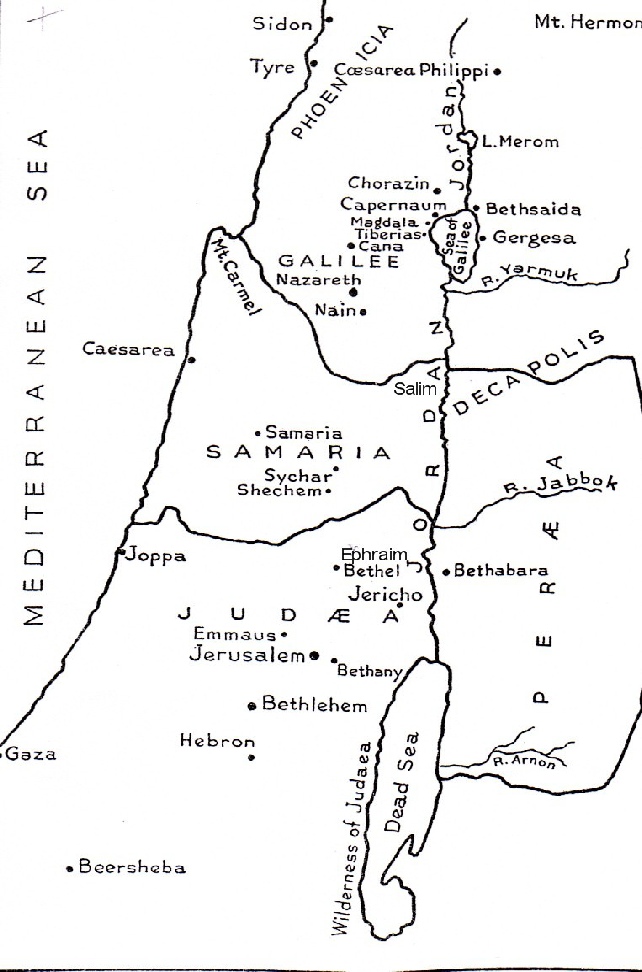 Sidon
Mt. Hermon
PHOENICIA
Tyre
Cæsarea Philippi
Jordan
L. Merom
MEDITERRANEAN SEA
Chorazin
Capernaum
Bethsaida
Magdala
Tiberias
Sea of
Galilee
Gergesa
Cana
GALILEE
Mt. Carmel
Nazareth
R. Yarmuk
Nain
Caesarea
DECAPOLIS
Salim
JORDAN
Samaria
SAMARIA
Sychar
Shechem
R. Jabbok
PERÆA
Joppa
Ephraim
Bethel
Bethabara
Jericho
JUDÆA
Emmaus
Jerusalem
Bethany
Bethlehem
Hebron
Gaza
Wilderness of Judaea
Dead Sea
R. Arnon
Beersheba